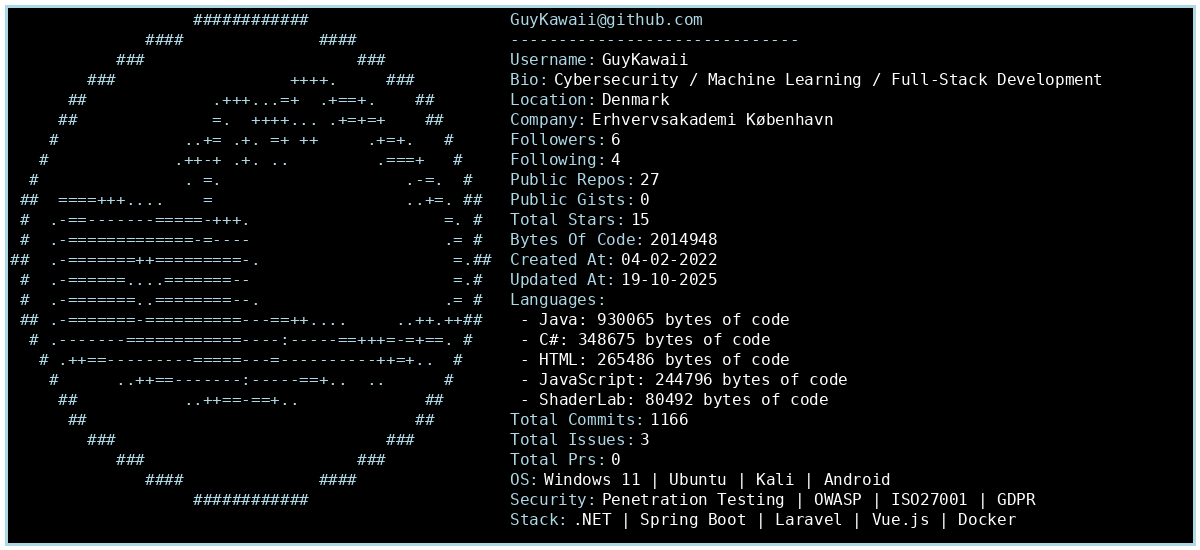 GuyKawaii@github.com
------------------------------
Username: GuyKawaii
Bio: Cybersecurity / Machine Learning / Full-Stack Development
Location: Denmark
Company: Erhvervsakademi København
Followers: 6
Following: 4
Public Repos: 27
Public Gists: 0
Total Stars: 15
Bytes Of Code: 2014948
Created At: 04-02-2022
Updated At: 19-10-2025
Languages:
- Java: 930065 bytes of code
- C#: 348675 bytes of code
- HTML: 265486 bytes of code
- JavaScript: 244796 bytes of code
- ShaderLab: 80492 bytes of code
Total Commits: 1166
Total Issues: 3
Total Prs: 0
OS: Windows 11 | Ubuntu | Kali | Android
Security: Penetration Testing | OWASP | ISO27001 | GDPR
Stack: .NET | Spring Boot | Laravel | Vue.js | Docker